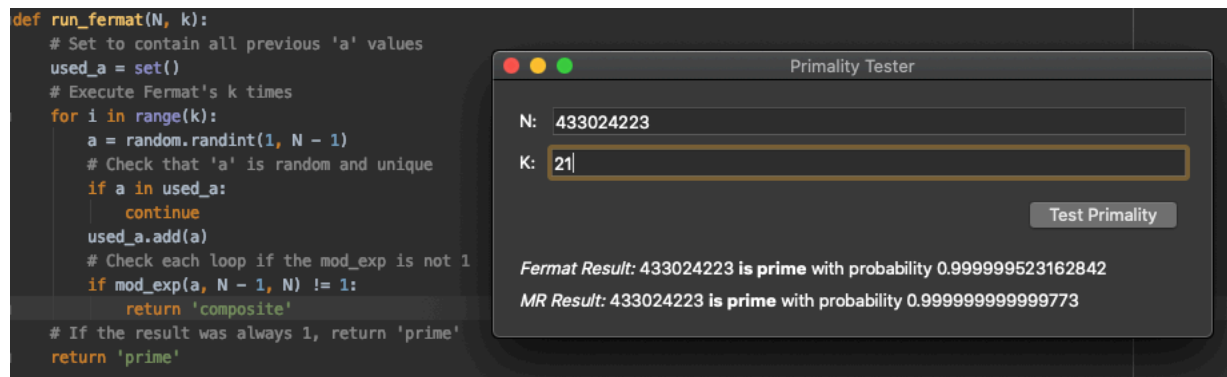 def run_fermat(N, k):
    # Set to contain all previous 'a' values
    used_a = set()
    # Execute Fermat's k times
    for i in range(k):
        a = random.randint(1, N - 1)
        # Check that 'a' is random and unique
        if a in used_a:
            continue
        used_a.add(a)
        # Check each loop if the mod_exp is not 1
        if mod_exp(a, N - 1, N) != 1:
            return 'composite'
    # If the result was always 1, return 'prime'
    return 'prime'
Primality Tester
N: 433024223
K: 21
Test Primality
Fermat Result: 433024223 is prime with probability 0.999999523162842
MR Result: 433024223 is prime with probability 0.999999999999773